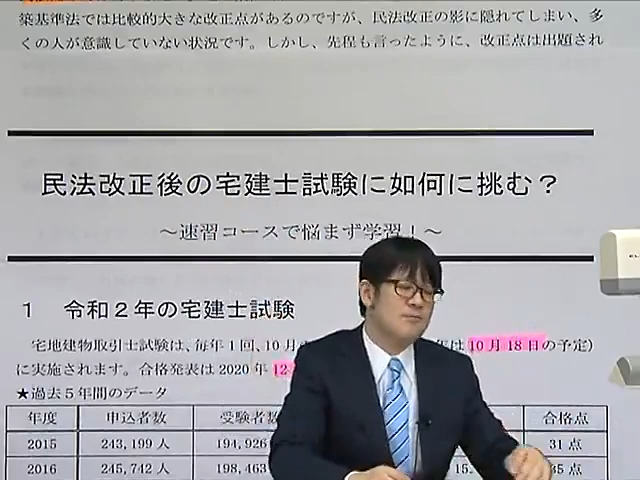 築基準法では比較的大きな改正点があるのですが、民法改正の影に隠れてしまい、多
くの人が意識していない状況です。しかし、先程も言ったように、改正点は出題され
民法改正後の宅建士試験に如何に挑む？
～速習コースで悩まず学習！～
1 令和2年の宅建士試験
宅地建物取引士試験は、毎年1回、10月の 年は10月18日の予定)
に実施されます。合格発表は2020年12
★過去5年間のデータ
年度 申込者数 受験者数 合格点
2015 243,199人 194,926 31点
2016 245,742人 198,463 15. 35点